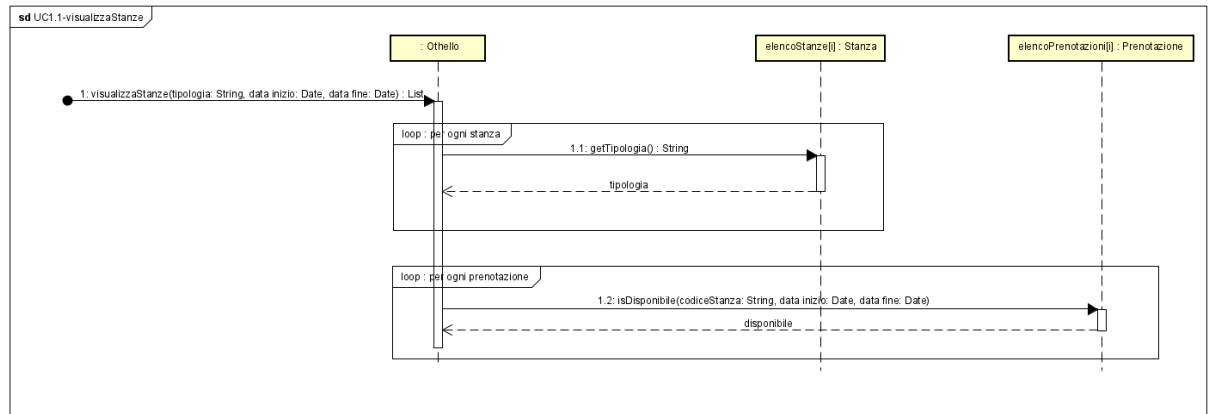 sd UC1.1-visualizzaStanze
: Othello
elencoStanze[i] : Stanza
elencoPrenotazioni[i] : Prenotazione
1: visualizzaStanze(tipologia: String, data inizio: Date, data fine: Date) : List
loop : per ogni stanza
1.1: getTipologia() : String
tipologia
loop : per ogni prenotazione
1.2: isDisponibile(codiceStanza: String, data inizio: Date, data fine: Date)
disponibile